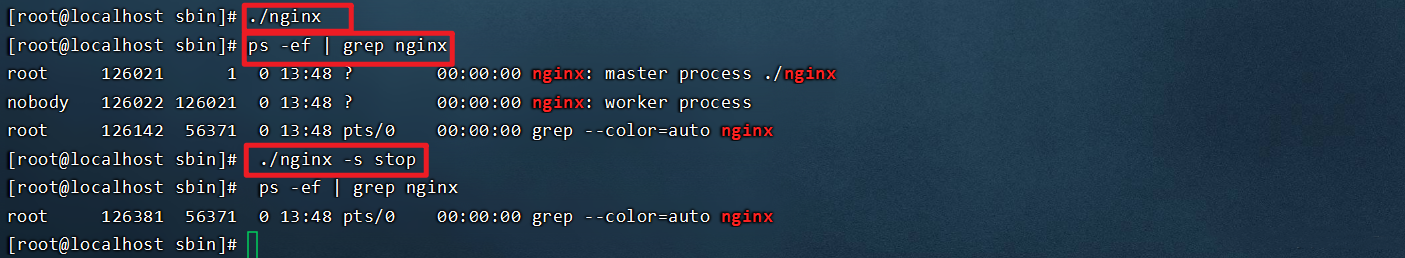 [root@localhost sbin]# ./nginx
[root@localhost sbin]# ps -ef | grep nginx
root     126021      1  0 13:48 ?        00:00:00 nginx: master process ./nginx
nobody   126022 126021  0 13:48 ?        00:00:00 nginx: worker process
root     126142  56371  0 13:48 pts/0    00:00:00 grep --color=auto nginx
[root@localhost sbin]#  ./nginx -s stop
[root@localhost sbin]#  ps -ef | grep nginx
root     126381  56371  0 13:48 pts/0    00:00:00 grep --color=auto nginx
[root@localhost sbin]#